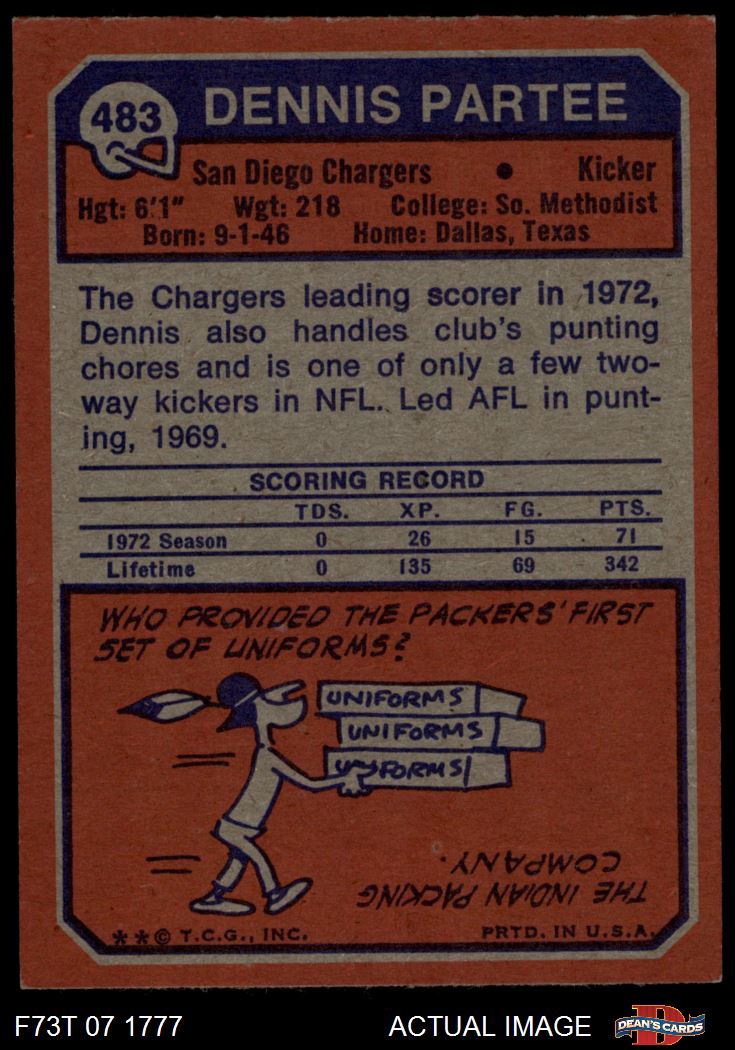 483
DENNIS PARTEE
San Diego Chargers • Kicker
Hgt: 6'1" Wgt: 218 College: So. Methodist
Born: 9-1-46 Home: Dallas, Texas
The Chargers leading scorer in 1972,
Dennis also handles club's punting
chores and is one of only a few two-
way kickers in NFL. Led AFL in punt-
ing, 1969.
SCORING RECORD
TDS. XP. FG. PTS.
1972 Season 0 26 15 71
Lifetime 0 135 69 342
WHO PROVIDED THE PACKERS' FIRST
SET OF UNIFORMS?
UNIFORMS
UNIFORMS
UNIFORMS
THE INDIAN PACKING
COMPANY.
**© T.C.G., INC. PRTD. IN U.S.A.
F73T 07 1777 ACTUAL IMAGE D DEAN'S CARDS